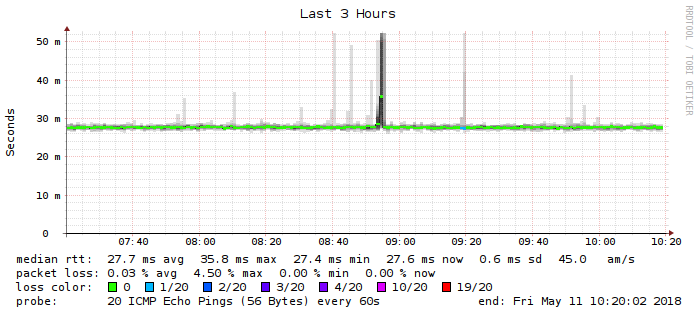 Last 3 Hours
RRDTOOL / TOBI OETIKER
Seconds
50 m
40 m
30 m
20 m
10 m
0
07:40 08:00 08:20 08:40 09:00 09:20 09:40 10:00 10:20
median rtt: 27.7 ms avg 35.8 ms max 27.4 ms min 27.6 ms now 0.6 ms sd 45.0 am/s
packet loss: 0.03 % avg 4.50 % max 0.00 % min 0.00 % now
loss color: 0 1/20 2/20 3/20 4/20 10/20 19/20
probe: 20 ICMP Echo Pings (56 Bytes) every 60s end: Fri May 11 10:20:02 2018